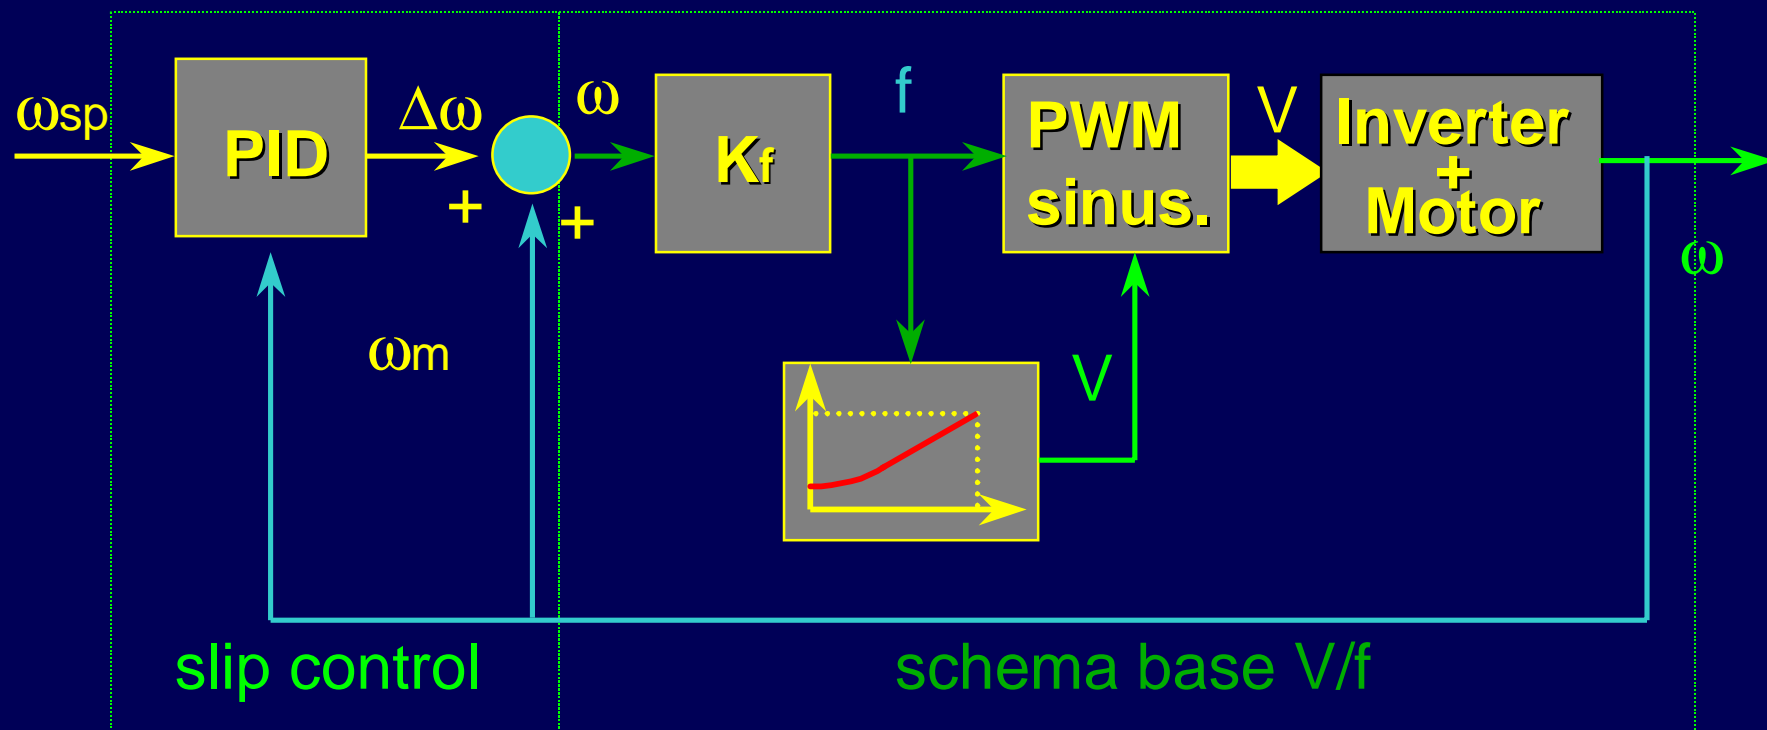 ωsp
PID
Δω
+
+
ω
Kf
f
PWM
sinus.
V
Inverter
+
Motor
ω
ωm
V
slip control
schema base V/f